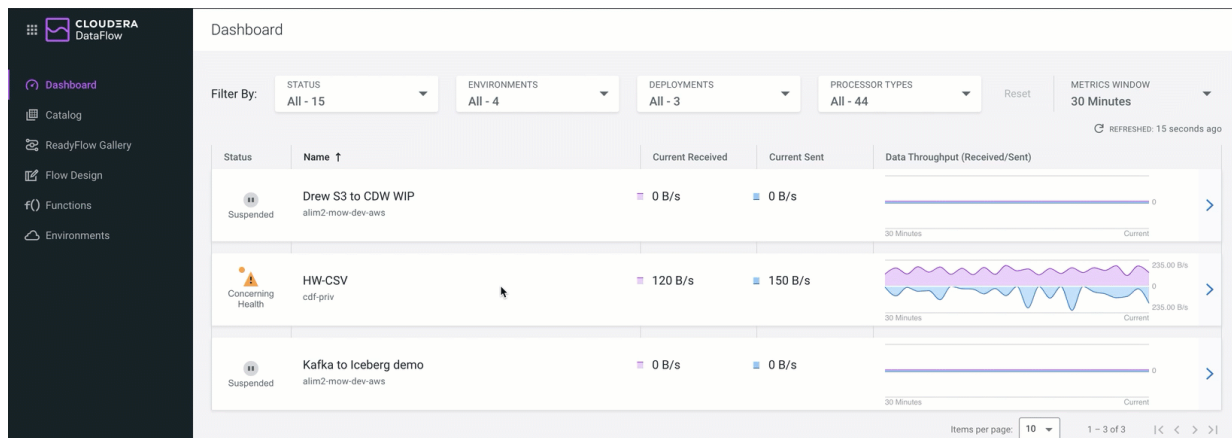 CLOUDERA
DataFlow
Dashboard
Catalog
ReadyFlow Gallery
Flow Design
f() Functions
Environments
Dashboard
Filter By:
STATUS
All - 15
ENVIRONMENTS
All - 4
DEPLOYMENTS
All - 3
PROCESSOR TYPES
All - 44
Reset
METRICS WINDOW
30 Minutes
REFRESHED: 15 seconds ago
Status Name ↑ Current Received Current Sent Data Throughput (Received/Sent)
Suspended
Drew S3 to CDW WIP
alim2-mow-dev-aws
0 B/s
0 B/s
0
30 Minutes Current
Concerning
Health
HW-CSV
cdf-priv
120 B/s
150 B/s
235.00 B/s
0
235.00 B/s
30 Minutes Current
Suspended
Kafka to Iceberg demo
alim2-mow-dev-aws
0 B/s
0 B/s
0
30 Minutes Current
Items per page: 10 1 – 3 of 3